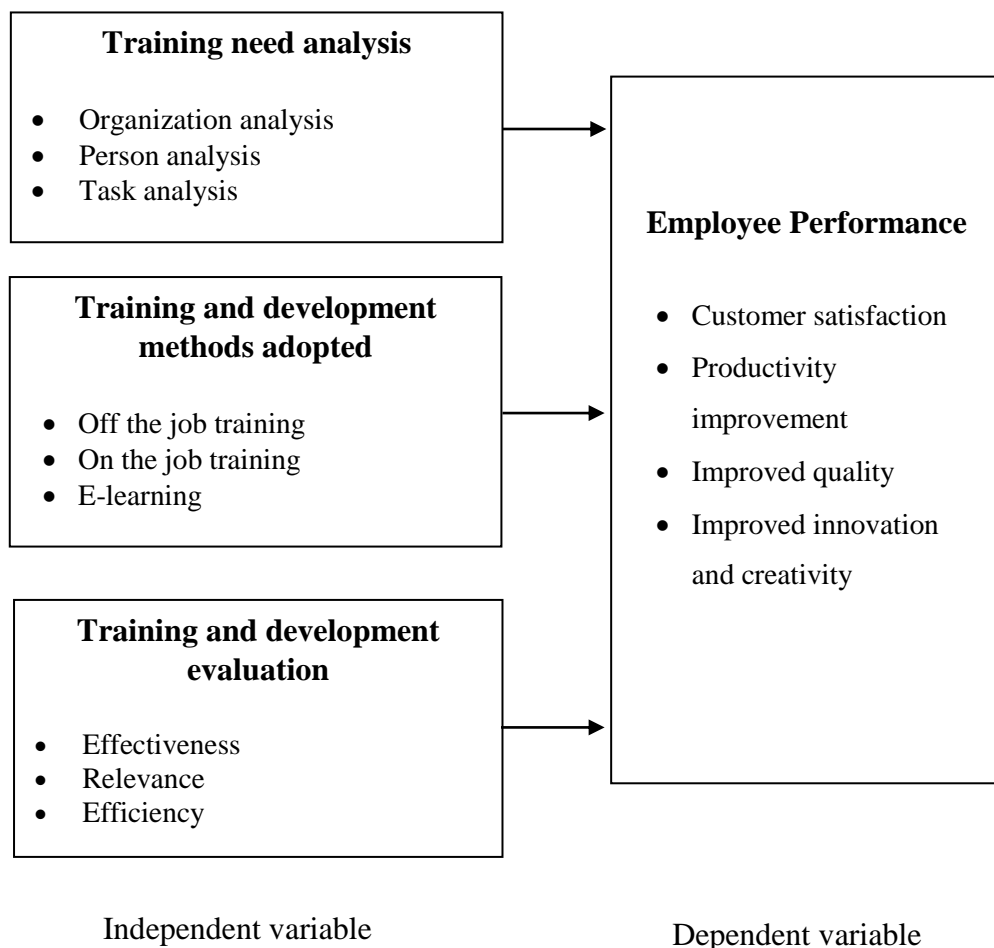 Training need analysis
• Organization analysis
• Person analysis
• Task analysis
Training and development
methods adopted
• Off the job training
• On the job training
• E-learning
Training and development
evaluation
• Effectiveness
• Relevance
• Efficiency
Independent variable
Employee Performance
• Customer satisfaction
• Productivity
improvement
• Improved quality
• Improved innovation
and creativity
Dependent variable